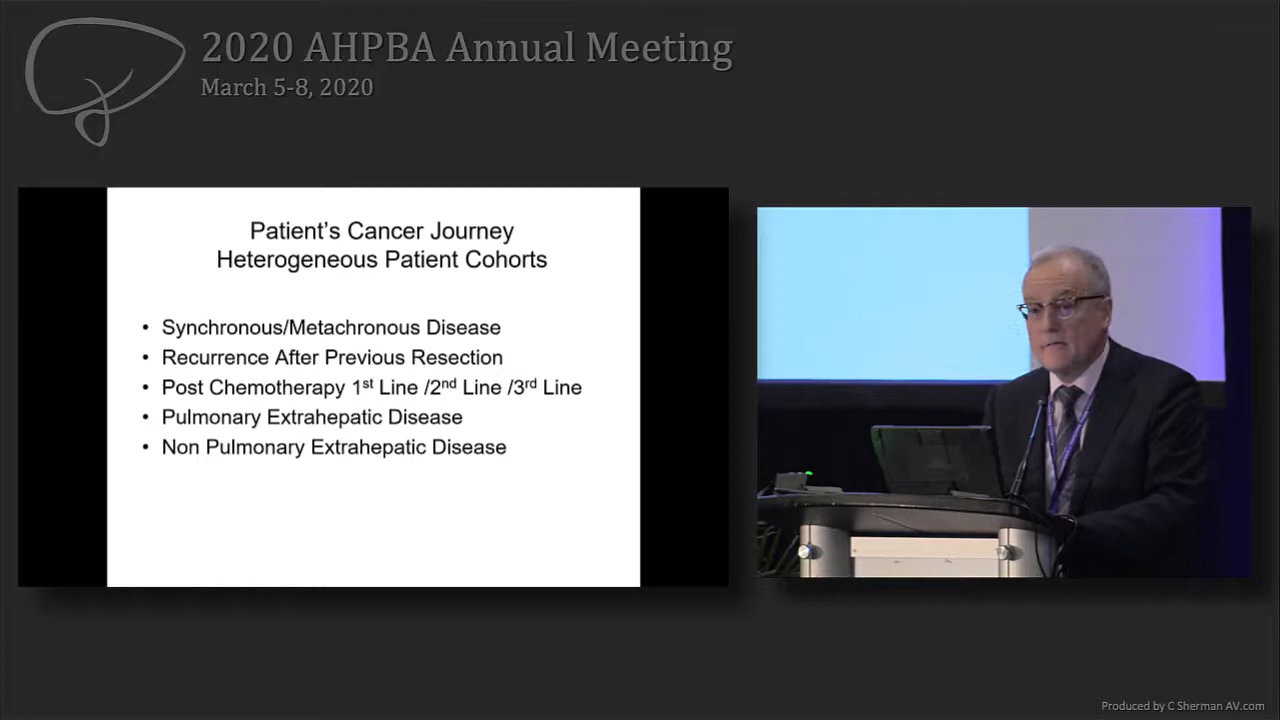 2020 AHPBA Annual Meeting
March 5-8, 2020
Patient's Cancer Journey
Heterogeneous Patient Cohorts
• Synchronous/Metachronous Disease
• Recurrence After Previous Resection
• Post Chemotherapy 1st Line /2nd Line /3rd Line
• Pulmonary Extrahepatic Disease
• Non Pulmonary Extrahepatic Disease
Produced by C Sherman AV.com